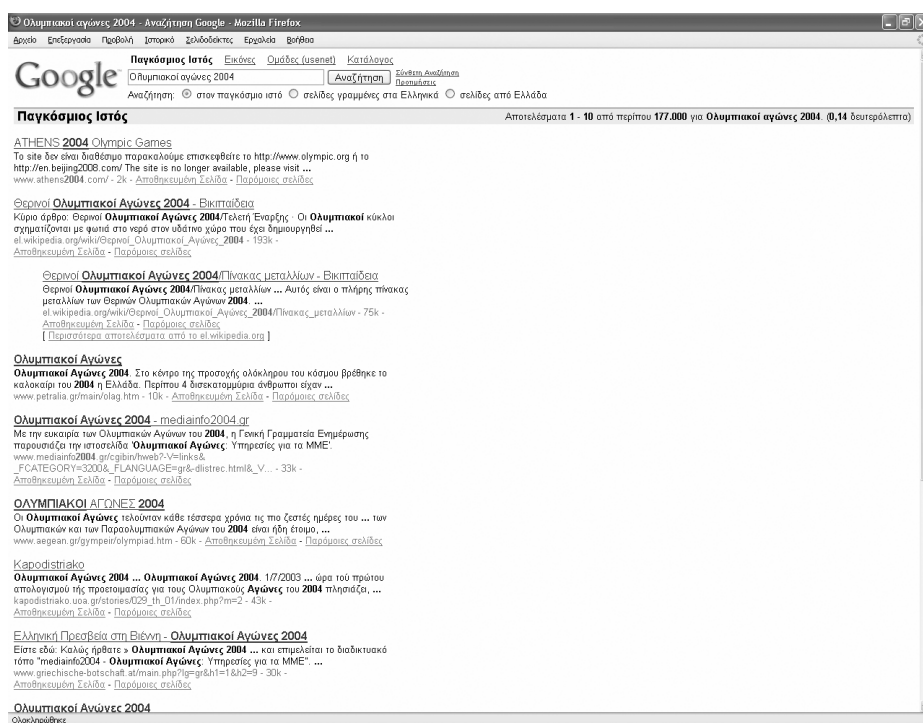 Ολυμπιακοί αγώνες 2004 - Αναζήτηση Google - Mozilla Firefox
Αρχείο Επεξεργασία Προβολή Ιστορικό Σελιδοδείκτες Εργαλεία Βοήθεια
Παγκόσμιος Ιστός Εικόνες Ομάδες (usenet) Κατάλογος
Google
Ολυμπιακοί αγώνες 2004 Αναζήτηση Σύνθετη Αναζήτηση
Προτιμήσεις
Αναζήτηση: στον παγκόσμιο ιστό σελίδες γραμμένες στα Ελληνικά σελίδες από Ελλάδα
Παγκόσμιος Ιστός Αποτελέσματα 1 - 10 από περίπου 177.000 για Ολυμπιακοί αγώνες 2004. (0,14 δευτερόλεπτα)
ATHENS 2004 Olympic Games
Το site δεν είναι διαθέσιμο παρακαλούμε επισκεφθείτε το http://www.olympic.org ή το
http://en.beijing2008.com/ The site is no longer available, please visit ...
www.athens2004.com/ - 2k - Αποθηκευμένη Σελίδα - Παρόμοιες σελίδες
Θερινοί Ολυμπιακοί Αγώνες 2004 - Βικιπαίδεια
Κύριο άρθρο: Θερινοί Ολυμπιακοί Αγώνες 2004/Τελετή Έναρξης · Οι Ολυμπιακοί κύκλοι
σχηματίζονται με φωτιά στο νερό στον υδάτινο χώρο που έχει δημιουργηθεί ...
el.wikipedia.org/wiki/Θερινοί_Ολυμπιακοί_Αγώνες_2004 - 193k -
Αποθηκευμένη Σελίδα - Παρόμοιες σελίδες
Θερινοί Ολυμπιακοί Αγώνες 2004/Πίνακας μεταλλίων - Βικιπαίδεια
Θερινοί Ολυμπιακοί Αγώνες 2004/Πίνακας μεταλλίων ... Αυτός είναι ο πλήρης πίνακας
μεταλλίων των Θερινών Ολυμπιακών Αγώνων 2004. ...
el.wikipedia.org/wiki/Θερινοί_Ολυμπιακοί_Αγώνες_2004/Πίνακας_μεταλλίων - 75k -
Αποθηκευμένη Σελίδα - Παρόμοιες σελίδες
[ Περισσότερα αποτελέσματα από το el.wikipedia.org ]
Ολυμπιακοί Αγώνες
Ολυμπιακοί Αγώνες 2004. Στο κέντρο της προσοχής ολόκληρου του κόσμου βρέθηκε το
καλοκαίρι του 2004 η Ελλάδα. Περίπου 4 δισεκατομμύρια άνθρωποι είχαν ...
www.petralia.gr/main/olag.htm - 10k - Αποθηκευμένη Σελίδα - Παρόμοιες σελίδες
Ολυμπιακοί Αγώνες 2004 - mediainfo2004.gr
Με την ευκαιρία των Ολυμπιακών Αγώνων του 2004, η Γενική Γραμματεία Ενημέρωσης
παρουσιάζει την ιστοσελίδα 'Ολυμπιακοί Αγώνες: Υπηρεσίες για τα ΜΜΕ'.
www.mediainfo2004.gr/cgibin/hweb?-V=links&
_FCATEGORY=3200&_FLANGUAGE=gr&-dlistrec.html&_V... - 33k -
Αποθηκευμένη Σελίδα - Παρόμοιες σελίδες
ΟΛΥΜΠΙΑΚΟΙ ΑΓΩΝΕΣ 2004
Οι Ολυμπιακοί Αγώνες τελούνταν κάθε τέσσερα χρόνια τις πιο ζεστές ημέρες του ... των
Ολυμπιακών και των Παραολυμπιακών Αγώνων του 2004 είναι ήδη έτοιμο, ...
www.aegean.gr/gympeir/olympiad.htm - 60k - Αποθηκευμένη Σελίδα - Παρόμοιες σελίδες
Kapodistriako
Ολυμπιακοί Αγώνες 2004 ... Ολυμπιακοί Αγώνες 2004. 1/7/2003 ... ώρα τού πρώτου
απολογισμού τής προετοιμασίας για τους Ολυμπιακούς Αγώνες του 2004 πλησιάζει, ...
kapodistriako.uoa.gr/stories/029_th_01/index.php?m=2 - 43k -
Αποθηκευμένη Σελίδα - Παρόμοιες σελίδες
Ελληνική Πρεσβεία στη Βιέννη - Ολυμπιακοί Αγώνες 2004
Είστε εδώ: Καλώς ήρθατε » Ολυμπιακοί Αγώνες 2004 ... και επιμελείται το διαδικτυακό
τόπο "mediainfo2004 - Ολυμπιακοί Αγώνες: Υπηρεσίες για τα ΜΜΕ". ...
www.griechische-botschaft.at/main.php?lg=gr&h1=1&h2=9 - 30k -
Αποθηκευμένη Σελίδα - Παρόμοιες σελίδες
Ολυμπιακοί Αγώνες 2004
Ολοκληρώθηκε